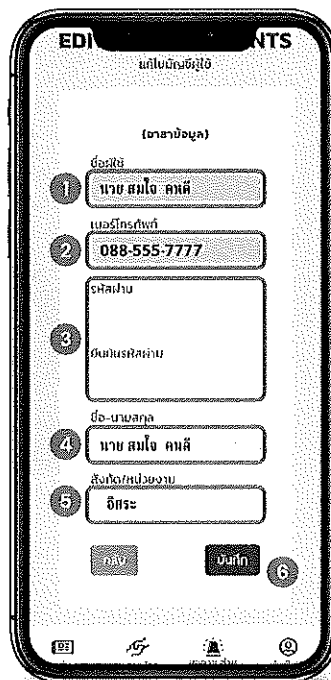 EDI NTS
แก้ไขบัญชีผู้ใช้
(อาสาข้อมูล)
ชื่อผู้ใช้
1 นาย สมใจ คนดี
เบอร์โทรศัพท์
2 088-555-7777
รหัสผ่าน
3
ยืนยันรหัสผ่าน
ชื่อ-นามสกุล
4 นาย สมใจ คนดี
สังกัด/หน่วยงาน
5 อิสระ
กลับ บันทึก 6